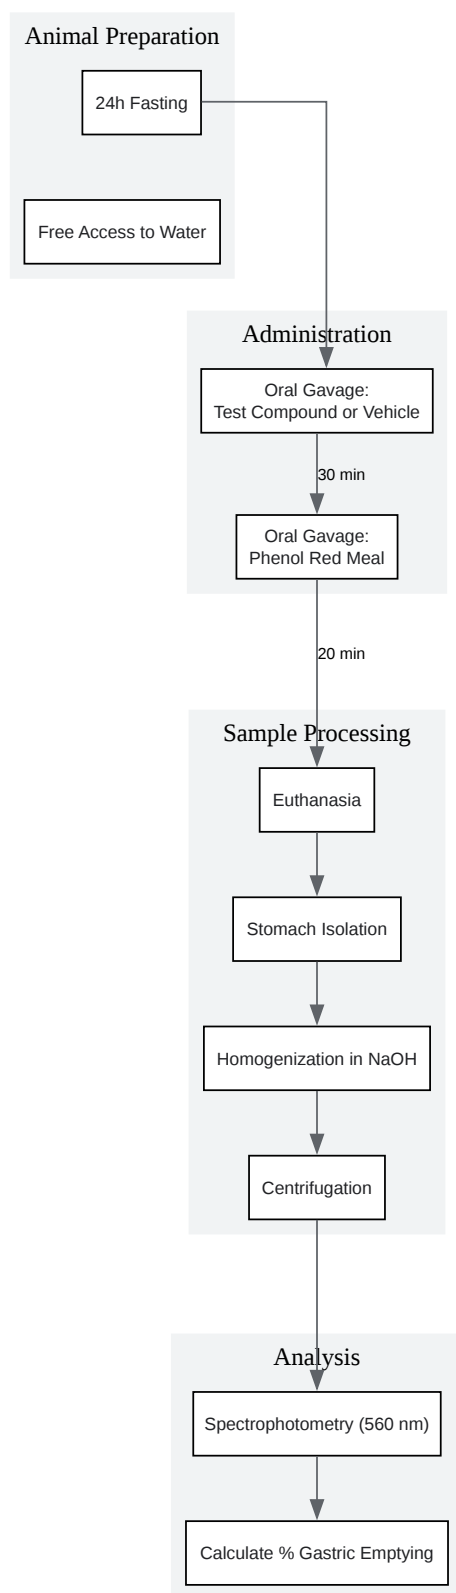 Animal Preparation
24h Fasting
Free Access to Water
Administration
Oral Gavage:
Test Compound or Vehicle
30 min
Oral Gavage:
Phenol Red Meal
20 min
Sample Processing
Euthanasia
Stomach Isolation
Homogenization in NaOH
Centrifugation
Analysis
Spectrophotometry (560 nm)
Calculate % Gastric Emptying